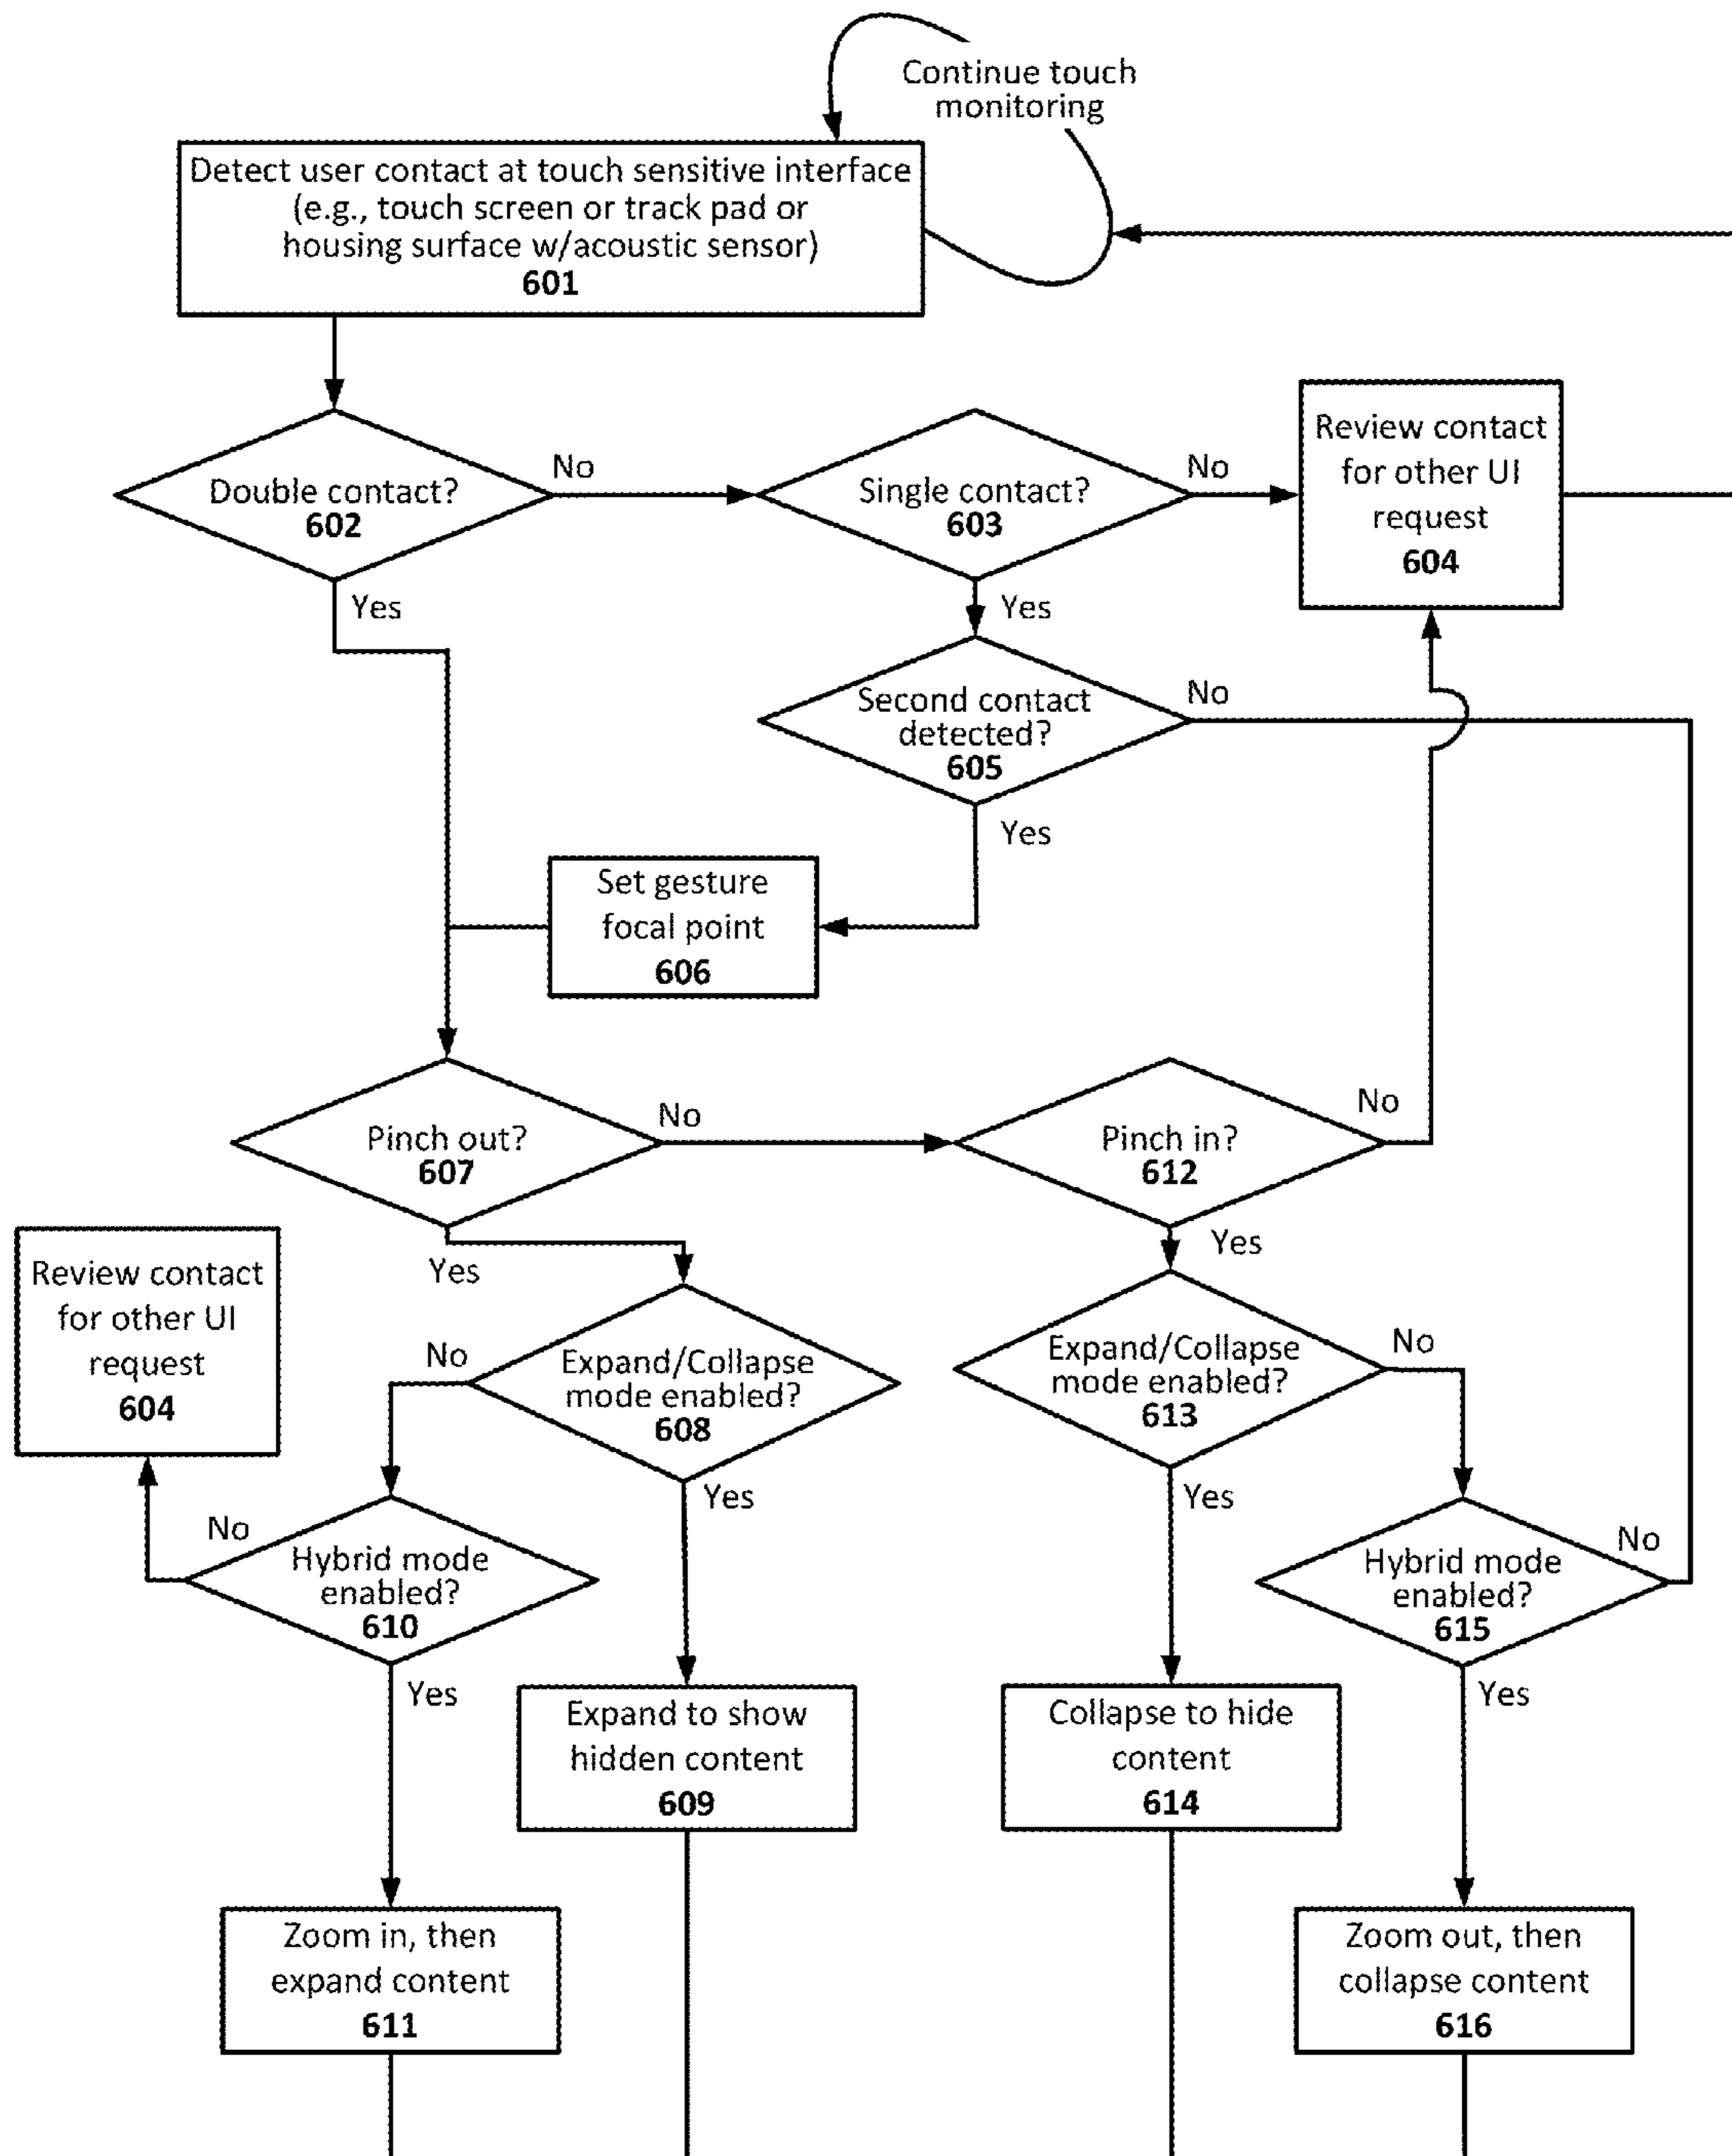 Continue touch
monitoring
Detect user contact at touch sensitive interface
(e.g., touch screen or track pad or
housing surface w/acoustic sensor)
601
Double contact?
602
No
Yes
Single contact?
603
No
Yes
Review contact
for other UI
request
604
Second contact
detected?
605
No
Yes
Set gesture
focal point
606
Pinch out?
607
No
Yes
Pinch in?
612
No
Yes
Review contact
for other UI
request
604
Expand/Collapse
mode enabled?
608
No
Yes
Expand/Collapse
mode enabled?
613
No
Yes
Hybrid mode
enabled?
610
No
Yes
Hybrid mode
enabled?
615
No
Yes
Expand to show
hidden content
609
Collapse to hide
content
614
Zoom in, then
expand content
611
Zoom out, then
collapse content
616